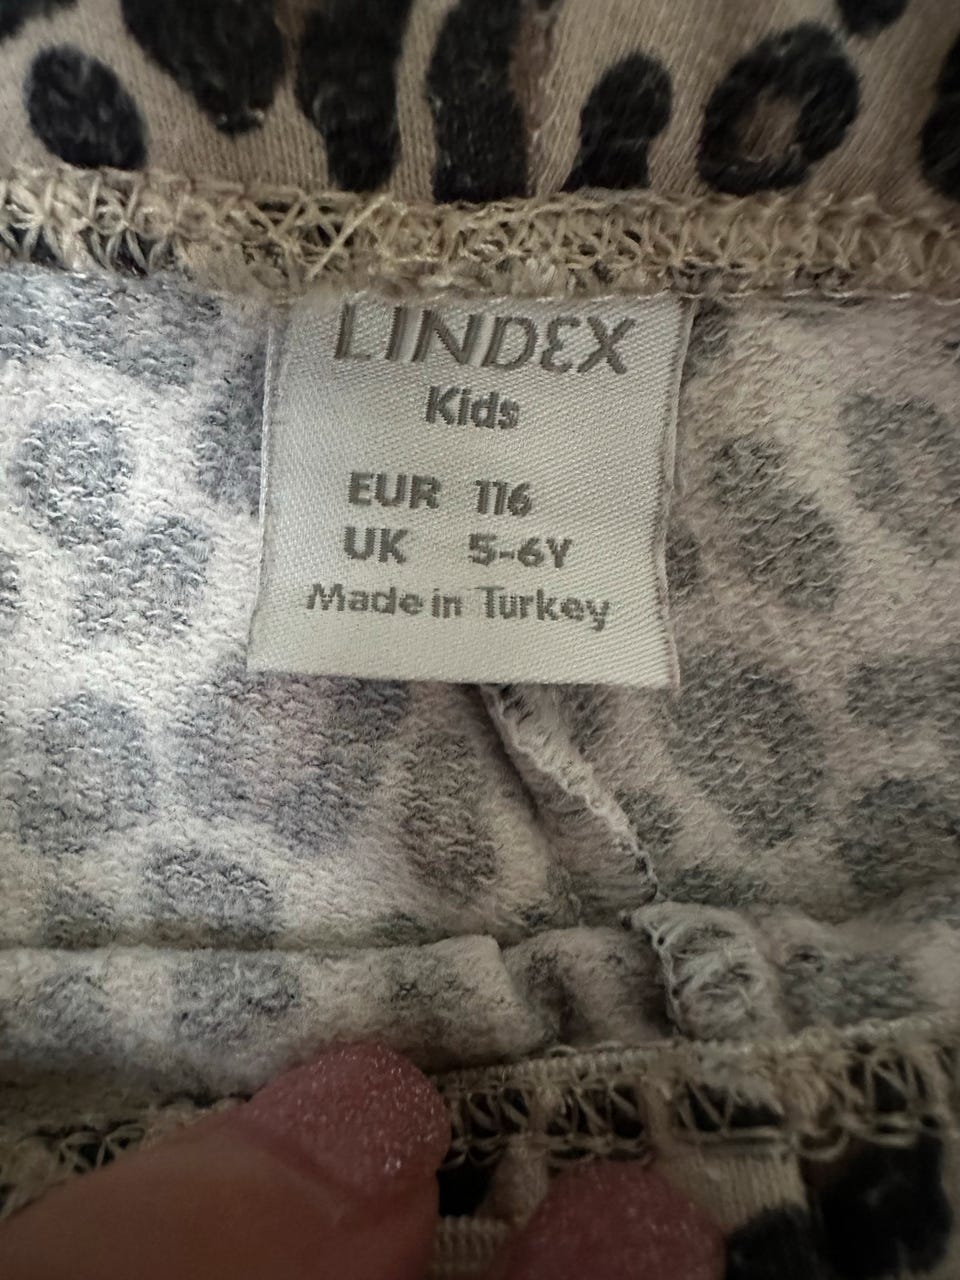 LINDEX
Kids
EUR 116
UK 5-6Y
Made in Turkey